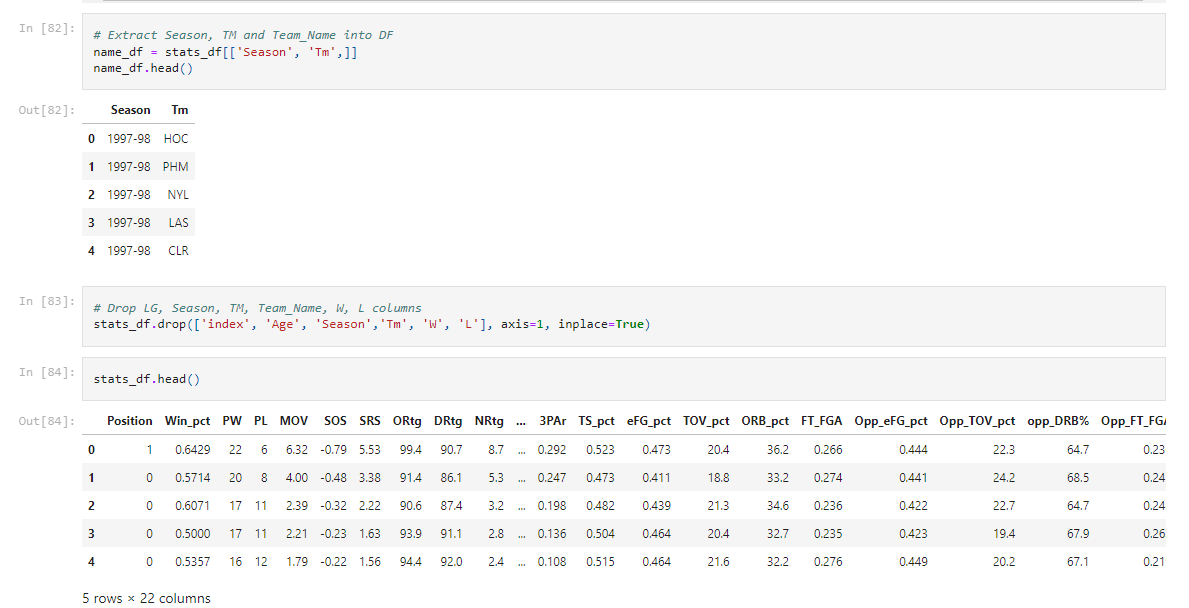 In [82]:
# Extract Season, TM and Team_Name into DF
name_df = stats_df[['Season', 'Tm',]]
name_df.head()
Out[82]:
Season Tm
0 1997-98 HOC
1 1997-98 PHM
2 1997-98 NYL
3 1997-98 LAS
4 1997-98 CLR
In [83]:
# Drop LG, Season, TM, Team_Name, W, L columns
stats_df.drop(['index', 'Age', 'Season','Tm', 'W', 'L'], axis=1, inplace=True)
In [84]:
stats_df.head()
Out[84]:
Position Win_pct PW PL MOV SOS SRS ORtg DRtg NRtg ... 3PAr TS_pct eFG_pct TOV_pct ORB_pct FT_FGA Opp_eFG_pct Opp_TOV_pct opp_DRB% Opp_FT_FGA
0 1 0.6429 22 6 6.32 -0.79 5.53 99.4 90.7 8.7 ... 0.292 0.523 0.473 20.4 36.2 0.266 0.444 22.3 64.7 0.23
1 0 0.5714 20 8 4.00 -0.48 3.38 91.4 86.1 5.3 ... 0.247 0.473 0.411 18.8 33.2 0.274 0.441 24.2 68.5 0.24
2 0 0.6071 17 11 2.39 -0.32 2.22 90.6 87.4 3.2 ... 0.198 0.482 0.439 21.3 34.6 0.236 0.422 22.7 64.7 0.24
3 0 0.5000 17 11 2.21 -0.23 1.63 93.9 91.1 2.8 ... 0.136 0.504 0.464 20.4 32.7 0.235 0.423 19.4 67.9 0.26
4 0 0.5357 16 12 1.79 -0.22 1.56 94.4 92.0 2.4 ... 0.108 0.515 0.464 21.6 32.2 0.276 0.449 20.2 67.1 0.21
5 rows × 22 columns